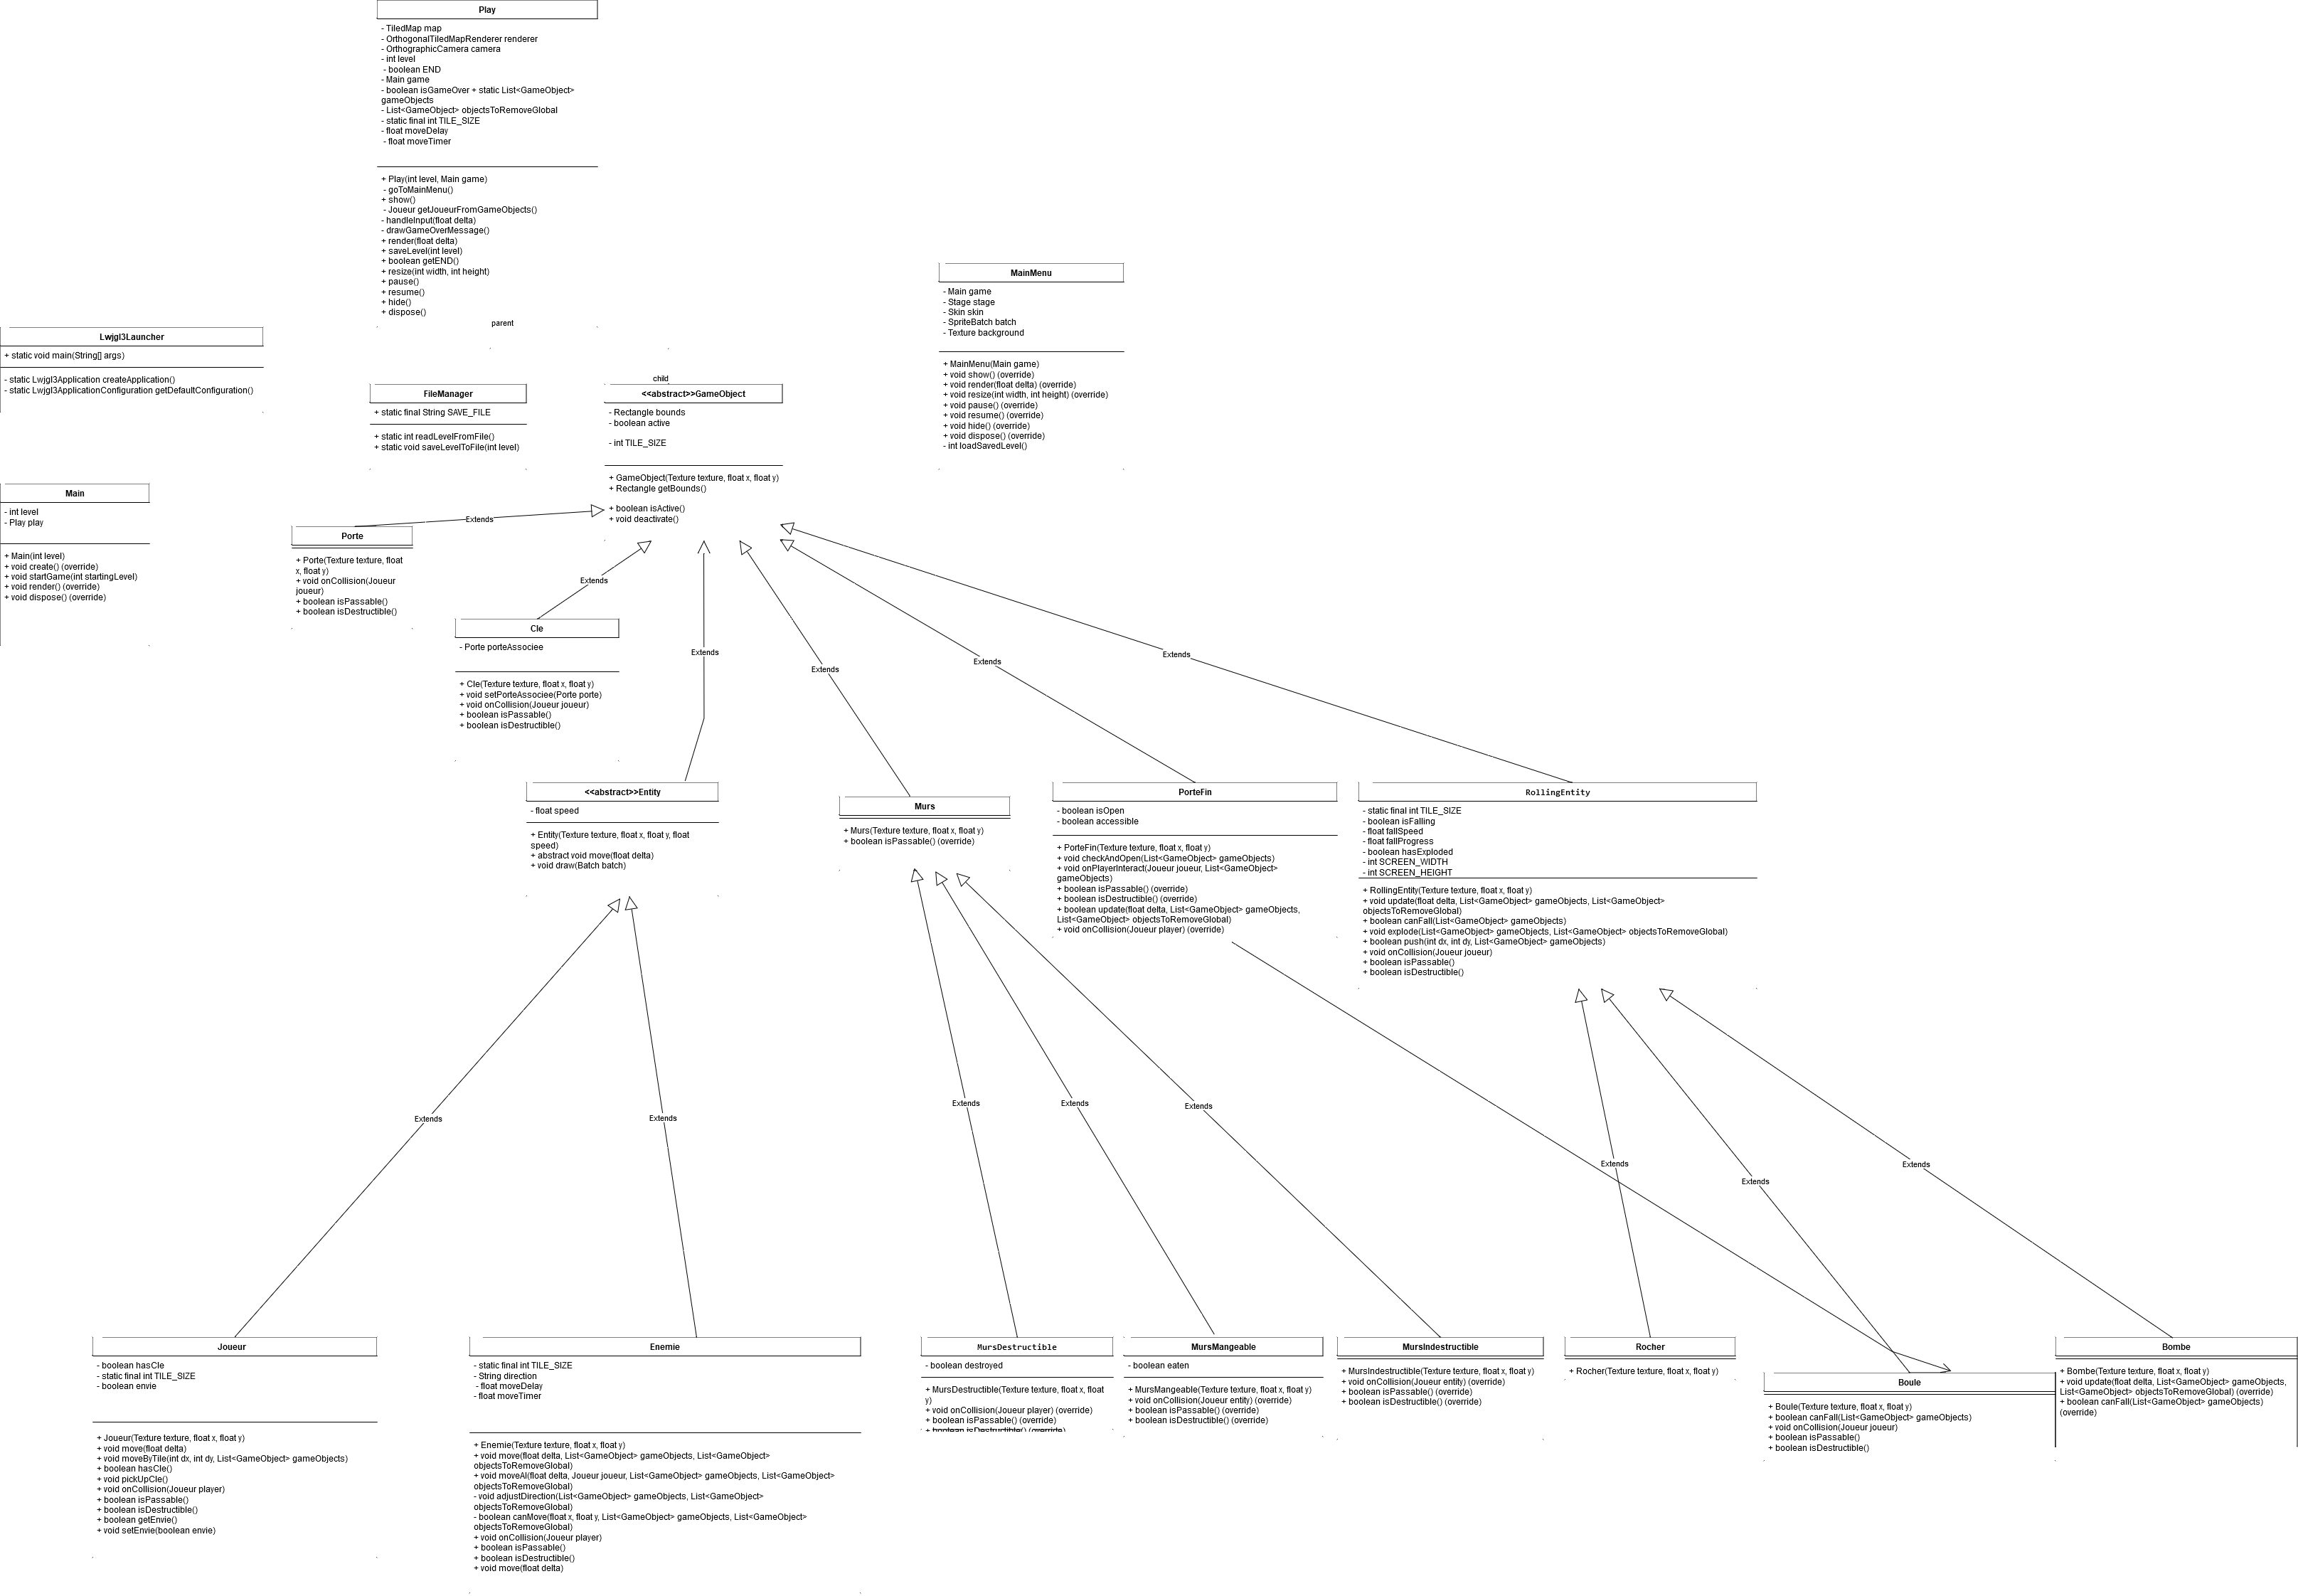 Play
- TiledMap map
- OrthogonalTiledMapRenderer renderer
- OrthographicCamera camera
- int level
- boolean END
- Main game
- boolean isGameOver + static List<GameObject>
gameObjects
- List<GameObject> objectsToRemoveGlobal
- static final int TILE_SIZE
- float moveDelay
- float moveTimer
+ Play(int level, Main game)
- goToMainMenu()
+ show()
- Joueur getJoueurFromGameObjects()
- handleInput(float delta)
- drawGameOverMessage()
+ render(float delta)
+ saveLevel(int level)
+ boolean getEND()
+ resize(int width, int height)
+ pause()
+ resume()
+ hide()
+ dispose()
parent
child
MainMenu
- Main game
- Stage stage
- Skin skin
- SpriteBatch batch
- Texture background
+ MainMenu(Main game)
+ void show() (override)
+ void render(float delta) (override)
+ void resize(int width, int height) (override)
+ void pause() (override)
+ void resume() (override)
+ void hide() (override)
+ void dispose() (override)
- int loadSavedLevel()
Lwjgl3Launcher
+ static void main(String[] args)
- static Lwjgl3Application createApplication()
- static Lwjgl3ApplicationConfiguration getDefaultConfiguration()
FileManager
+ static final String SAVE_FILE
+ static int readLevelFromFile()
+ static void saveLevelToFile(int level)
<<abstract>>GameObject
- Rectangle bounds
- boolean active
- int TILE_SIZE
+ GameObject(Texture texture, float x, float y)
+ Rectangle getBounds()
+ boolean isActive()
+ void deactivate()
Main
- int level
- Play play
+ Main(int level)
+ void create() (override)
+ void startGame(int startingLevel)
+ void render() (override)
+ void dispose() (override)
Porte
+ Porte(Texture texture, float
x, float y)
+ void onCollision(Joueur
joueur)
+ boolean isPassable()
+ boolean isDestructible()
Extends
Extends
Extends
Extends
Extends
Extends
Cle
- Porte porteAssociee
+ Cle(Texture texture, float x, float y)
+ void setPorteAssociee(Porte porte)
+ void onCollision(Joueur joueur)
+ boolean isPassable()
+ boolean isDestructible()
<<abstract>>Entity
- float speed
+ Entity(Texture texture, float x, float y, float
speed)
+ abstract void move(float delta)
+ void draw(Batch batch)
Murs
+ Murs(Texture texture, float x, float y)
+ boolean isPassable() (override)
PorteFin
- boolean isOpen
- boolean accessible
+ PorteFin(Texture texture, float x, float y)
+ void checkAndOpen(List<GameObject> gameObjects)
+ void onPlayerInteract(Joueur joueur, List<GameObject>
gameObjects)
+ boolean isPassable() (override)
+ boolean isDestructible() (override)
+ boolean update(float delta, List<GameObject> gameObjects,
List<GameObject> objectsToRemoveGlobal)
+ void onCollision(Joueur player) (override)
RollingEntity
- static final int TILE_SIZE
- boolean isFalling
- float fallSpeed
- float fallProgress
- boolean hasExploded
- int SCREEN_WIDTH
- int SCREEN_HEIGHT
+ RollingEntity(Texture texture, float x, float y)
+ void update(float delta, List<GameObject> gameObjects, List<GameObject>
objectsToRemoveGlobal)
+ boolean canFall(List<GameObject> gameObjects)
+ void explode(List<GameObject> gameObjects, List<GameObject> objectsToRemoveGlobal)
+ boolean push(int dx, int dy, List<GameObject> gameObjects)
+ void onCollision(Joueur joueur)
+ boolean isPassable()
+ boolean isDestructible()
Extends
Extends
Extends
Extends
Extends
Extends
Extends
Extends
Joueur
- boolean hasCle
- static final int TILE_SIZE
- boolean envie
+ Joueur(Texture texture, float x, float y)
+ void move(float delta)
+ void moveByTile(int dx, int dy, List<GameObject> gameObjects)
+ boolean hasCle()
+ void pickUpCle()
+ void onCollision(Joueur player)
+ boolean isPassable()
+ boolean isDestructible()
+ boolean getEnvie()
+ void setEnvie(boolean envie)
Enemie
- static final int TILE_SIZE
- String direction
- float moveDelay
- float moveTimer
+ Enemie(Texture texture, float x, float y)
+ void move(float delta, List<GameObject> gameObjects, List<GameObject>
objectsToRemoveGlobal)
+ void moveAI(float delta, Joueur joueur, List<GameObject> gameObjects, List<GameObject>
objectsToRemoveGlobal)
- void adjustDirection(List<GameObject> gameObjects, List<GameObject>
objectsToRemoveGlobal)
- boolean canMove(float x, float y, List<GameObject> gameObjects, List<GameObject>
objectsToRemoveGlobal)
+ void onCollision(Joueur player)
+ boolean isPassable()
+ boolean isDestructible()
+ void move(float delta)
MursDestructible
- boolean destroyed
+ MursDestructible(Texture texture, float x, float
y)
+ void onCollision(Joueur player) (override)
+ boolean isPassable() (override)
+ boolean isDestructible() (override)
MursMangeable
- boolean eaten
+ MursMangeable(Texture texture, float x, float y)
+ void onCollision(Joueur entity) (override)
+ boolean isPassable() (override)
+ boolean isDestructible() (override)
MursIndestructible
+ MursIndestructible(Texture texture, float x, float y)
+ void onCollision(Joueur entity) (override)
+ boolean isPassable() (override)
+ boolean isDestructible() (override)
Rocher
+ Rocher(Texture texture, float x, float y)
Boule
+ Boule(Texture texture, float x, float y)
+ boolean canFall(List<GameObject> gameObjects)
+ void onCollision(Joueur joueur)
+ boolean isPassable()
+ boolean isDestructible()
Bombe
+ Bombe(Texture texture, float x, float y)
+ void update(float delta, List<GameObject> gameObjects,
List<GameObject> objectsToRemoveGlobal) (override)
+ boolean canFall(List<GameObject> gameObjects)
(override)